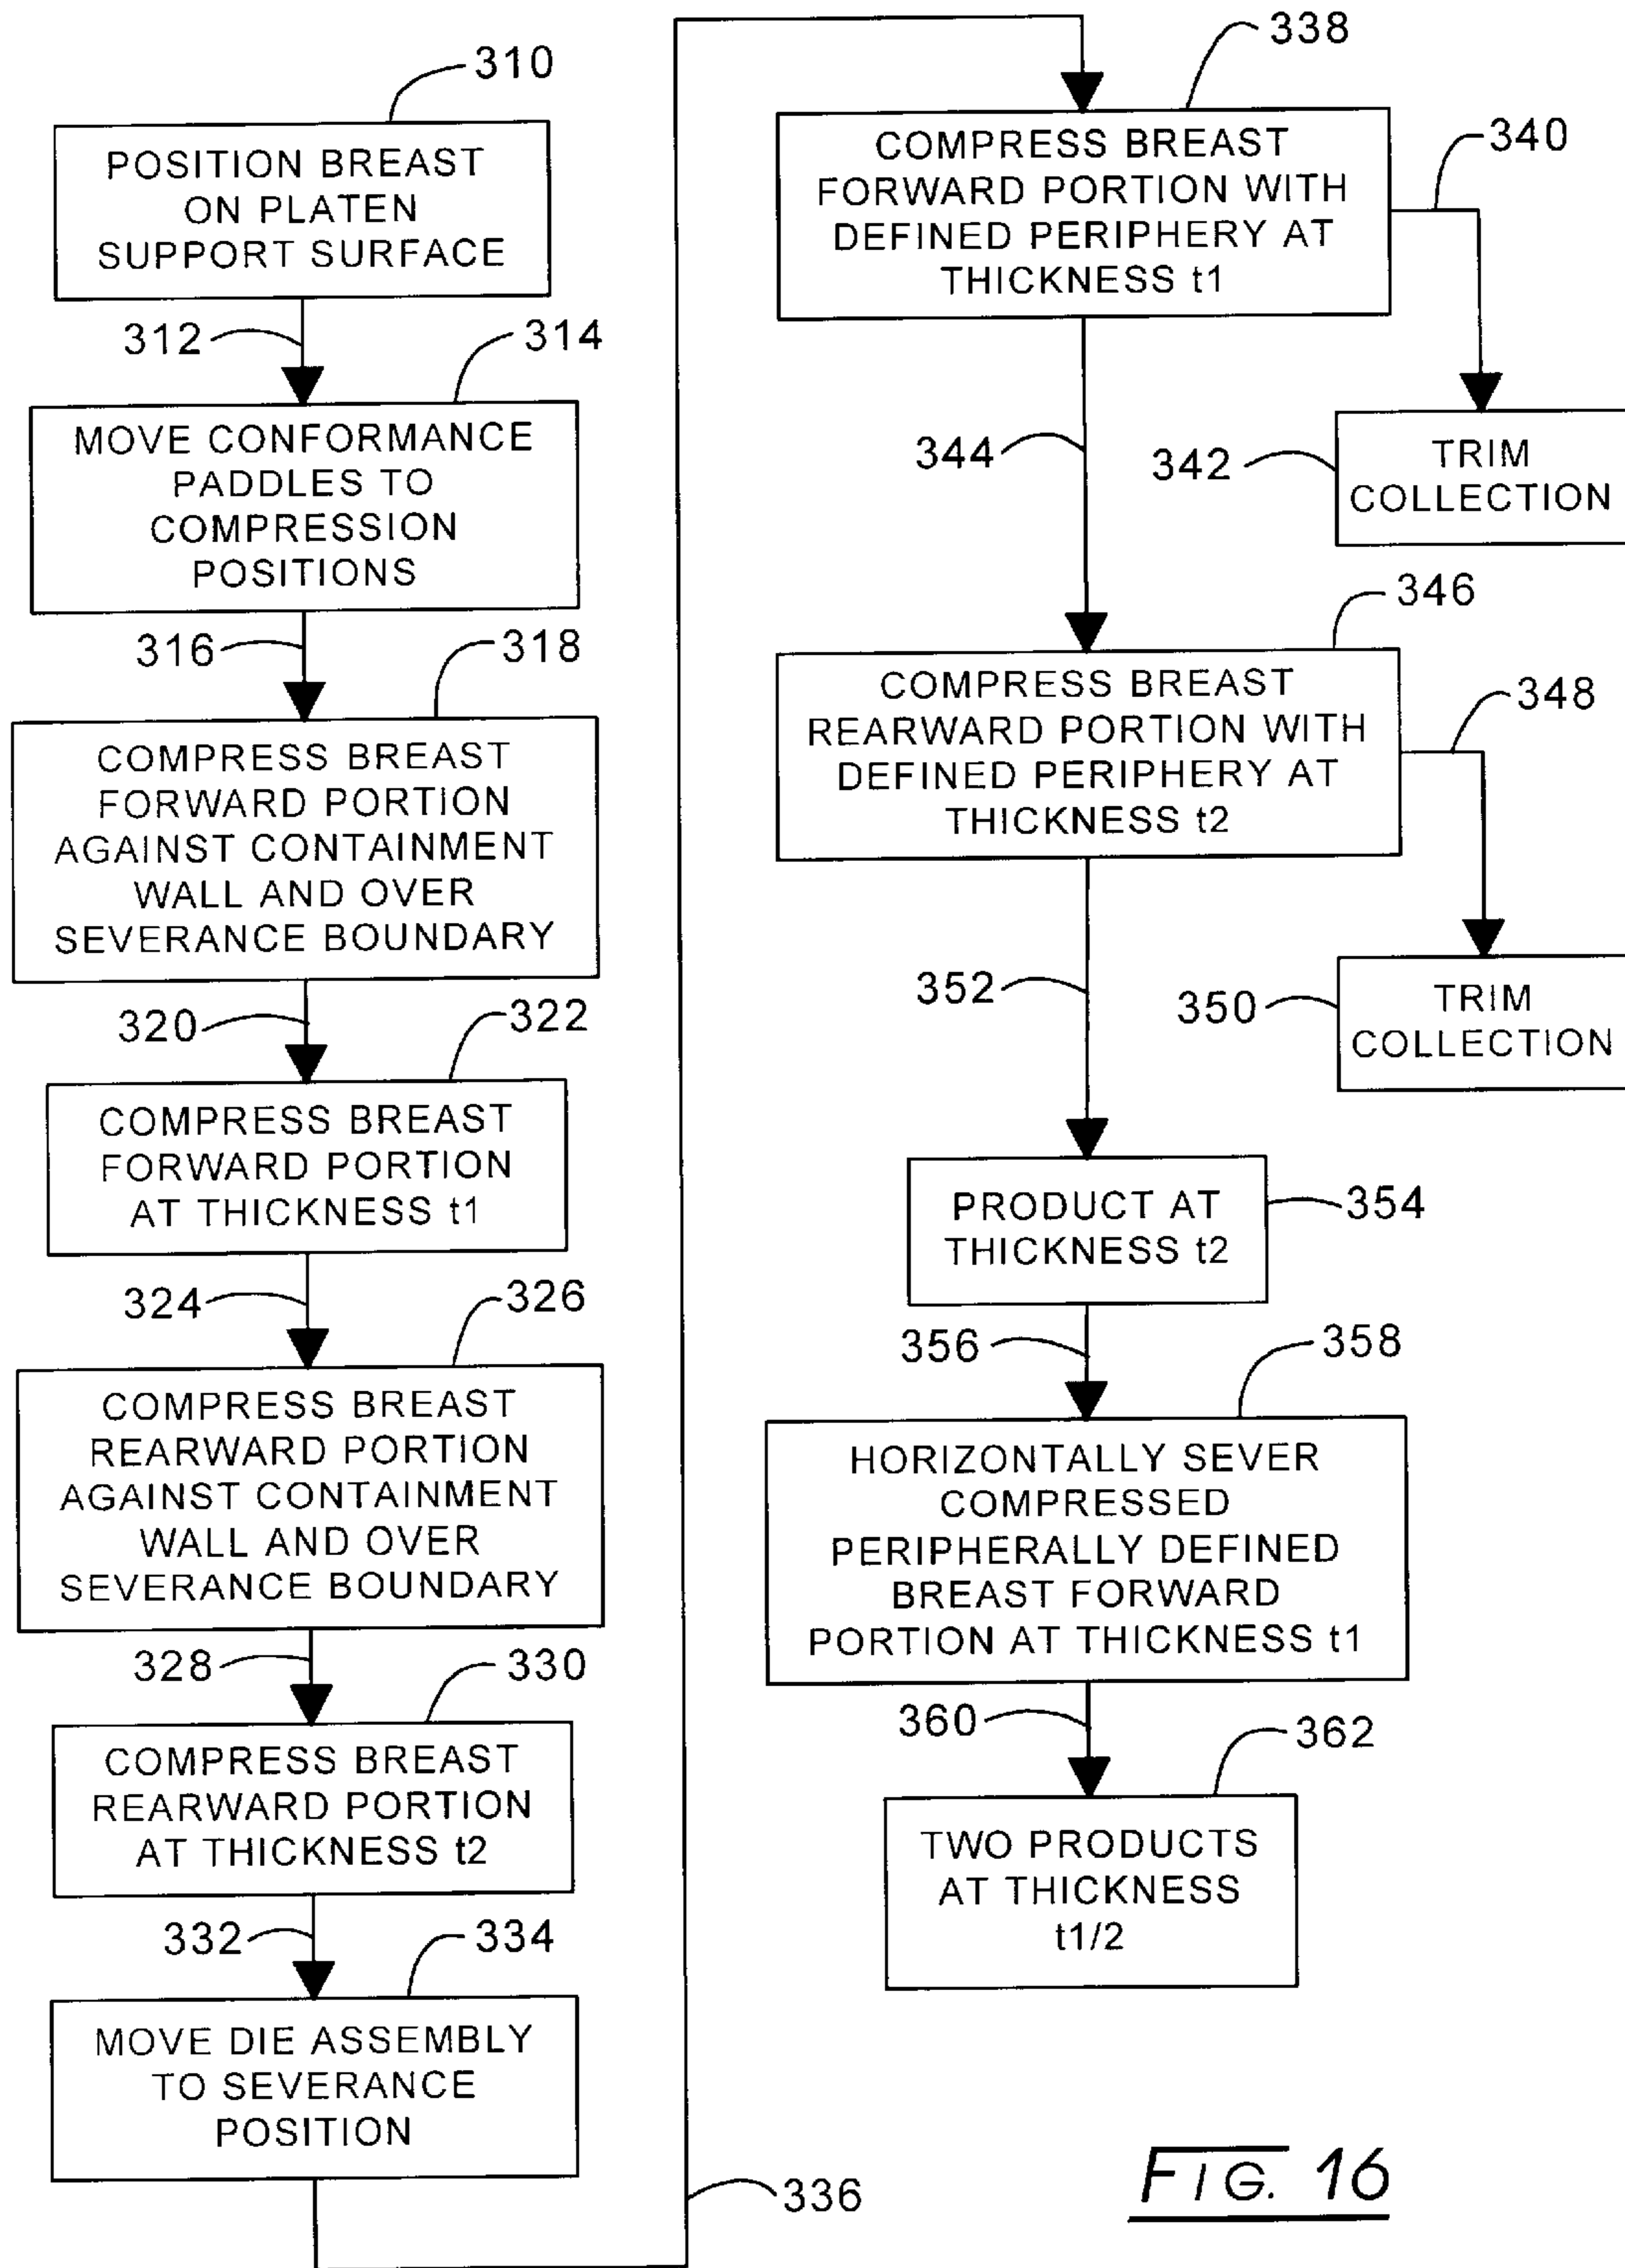 310
POSITION BREAST
ON PLATEN
SUPPORT SURFACE
312
314
MOVE CONFORMANCE
PADDLES TO
COMPRESSION
POSITIONS
316
318
COMPRESS BREAST
FORWARD PORTION
AGAINST CONTAINMENT
WALL AND OVER
SEVERANCE BOUNDARY
320
322
COMPRESS BREAST
FORWARD PORTION
AT THICKNESS t1
324
326
COMPRESS BREAST
REARWARD PORTION
AGAINST CONTAINMENT
WALL AND OVER
SEVERANCE BOUNDARY
328
330
COMPRESS BREAST
REARWARD PORTION
AT THICKNESS t2
332
334
MOVE DIE ASSEMBLY
TO SEVERANCE
POSITION
336
338
COMPRESS BREAST
FORWARD PORTION WITH
DEFINED PERIPHERY AT
THICKNESS t1
340
342
TRIM
COLLECTION
344
346
COMPRESS BREAST
REARWARD PORTION WITH
DEFINED PERIPHERY AT
THICKNESS t2
348
350
TRIM
COLLECTION
352
354
PRODUCT AT
THICKNESS t2
356
358
HORIZONTALLY SEVER
COMPRESSED
PERIPHERALLY DEFINED
BREAST FORWARD
PORTION AT THICKNESS t1
360
362
TWO PRODUCTS
AT THICKNESS
t1/2
FIG. 16